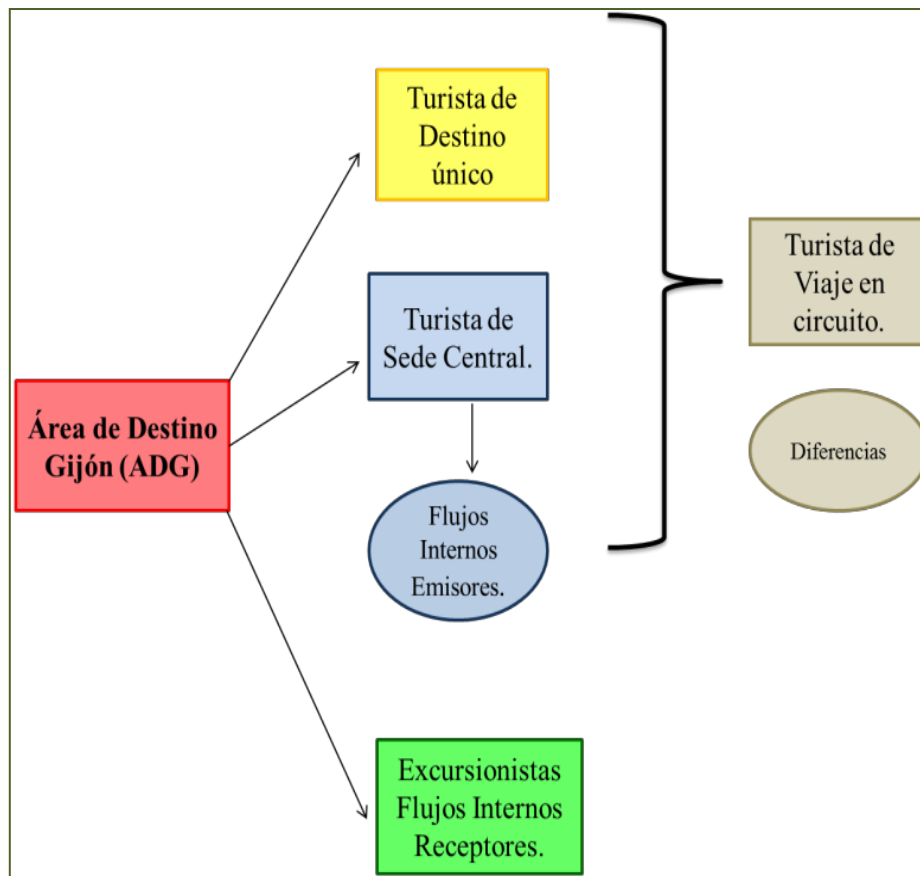 Turista de
Destino
único
Turista de
Sede Central.
Flujos
Internos
Emisores.
Área de Destino
Gijón (ADG)
Excursionistas
Flujos Internos
Receptores.
Turista de
Viaje en
circuito.
Diferencias